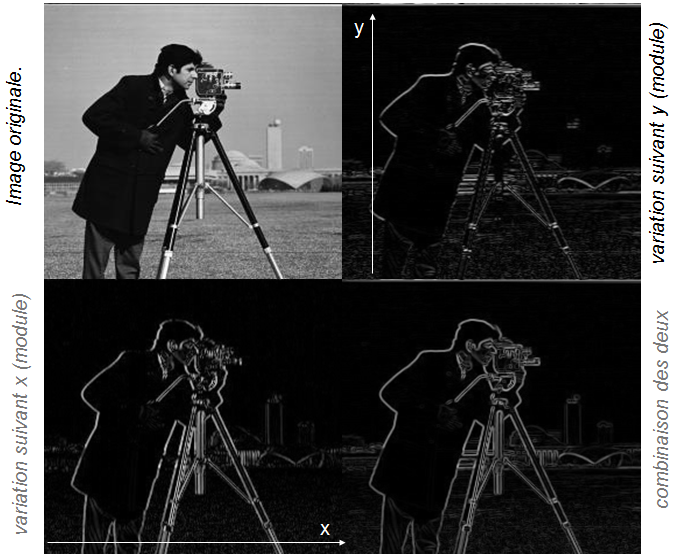 Image originale.
y
variation suivant y (module)
variation suivant x (module)
x
combinaison des deux